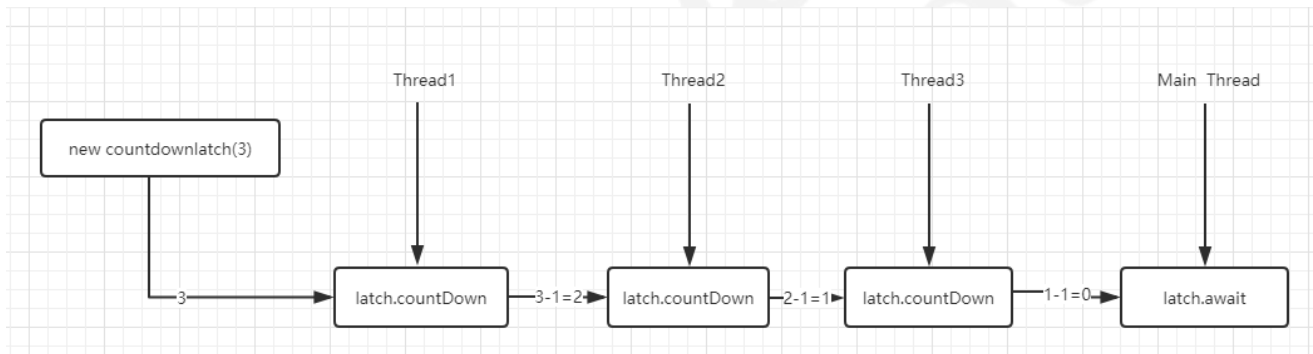 Thread1
Thread2
Thread3
Main Thread
new countdownlatch(3)
3
latch.countDown
3-1=2
latch.countDown
2-1=1
latch.countDown
1-1=0
latch.await